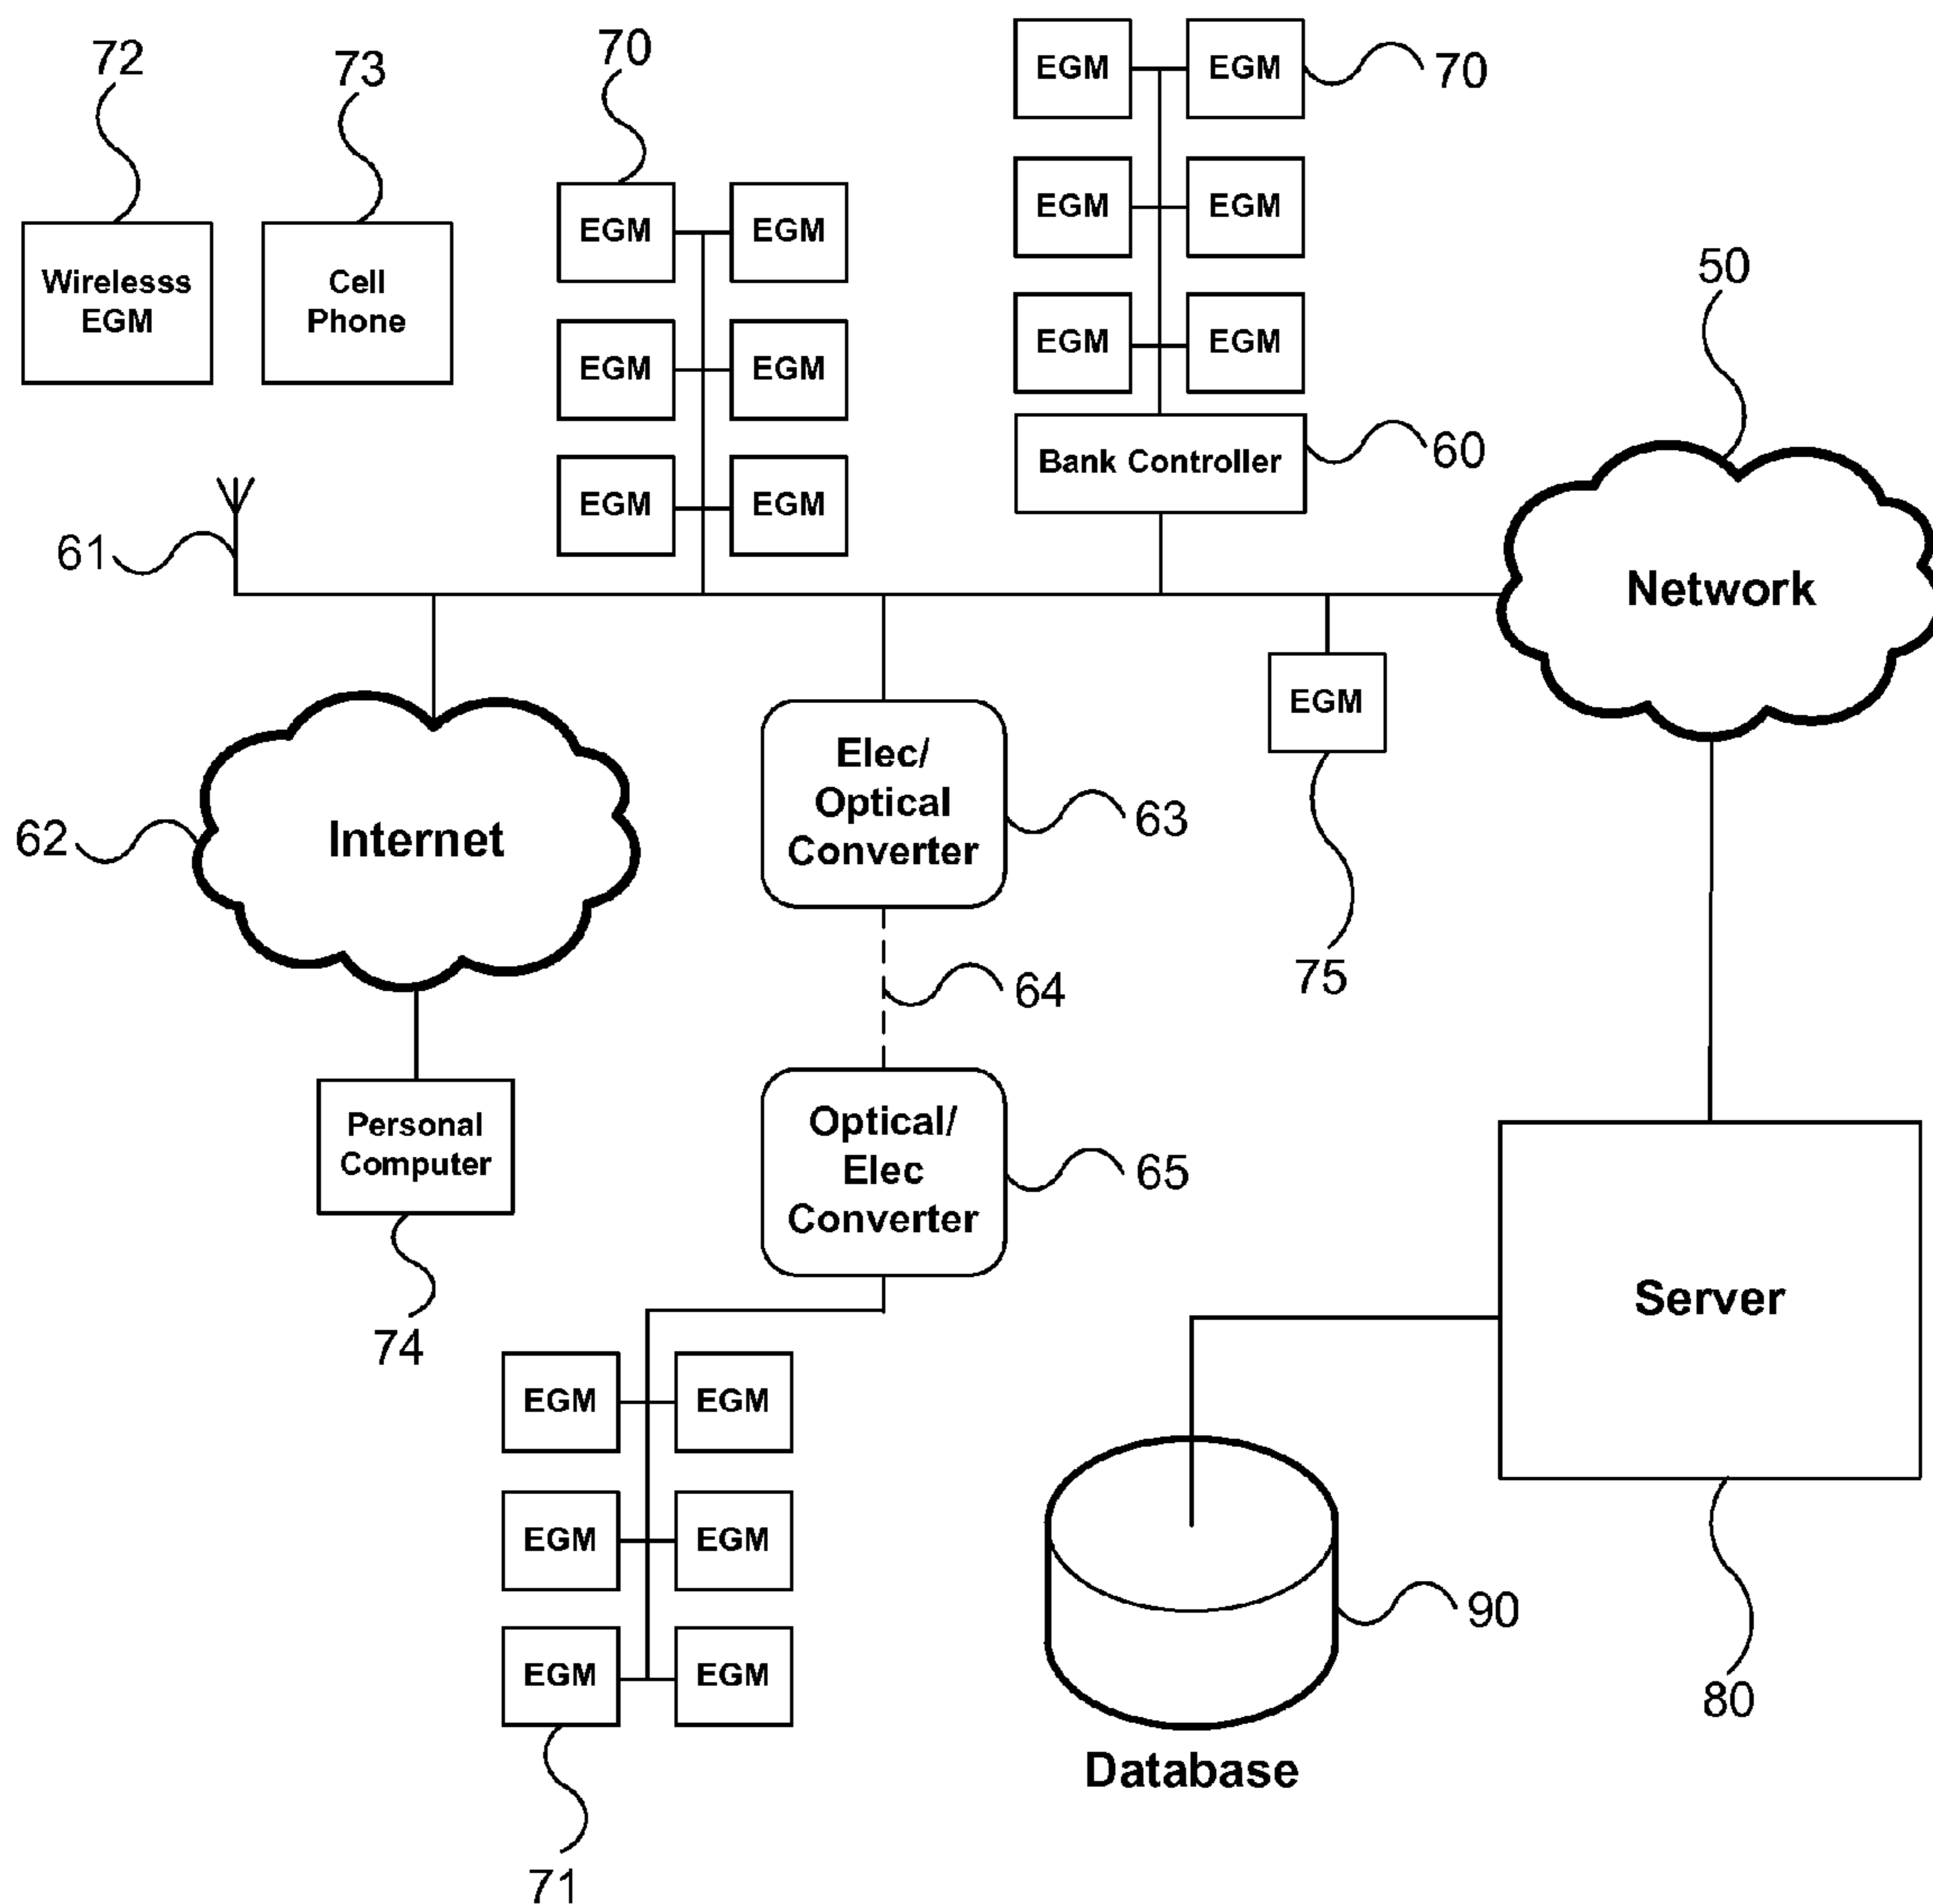 72
73
70
EGM EGM
70
EGM EGM
EGM EGM
EGM EGM
EGM EGM
EGM EGM
Wirelesss
EGM
Cell
Phone
50
Bank Controller
60
61
Network
EGM
75
Elec/
Optical
Converter
63
62
Internet
64
Personal
Computer
74
Optical/
Elec
Converter
65
Server
80
EGM EGM
EGM EGM
EGM EGM
71
90
Database